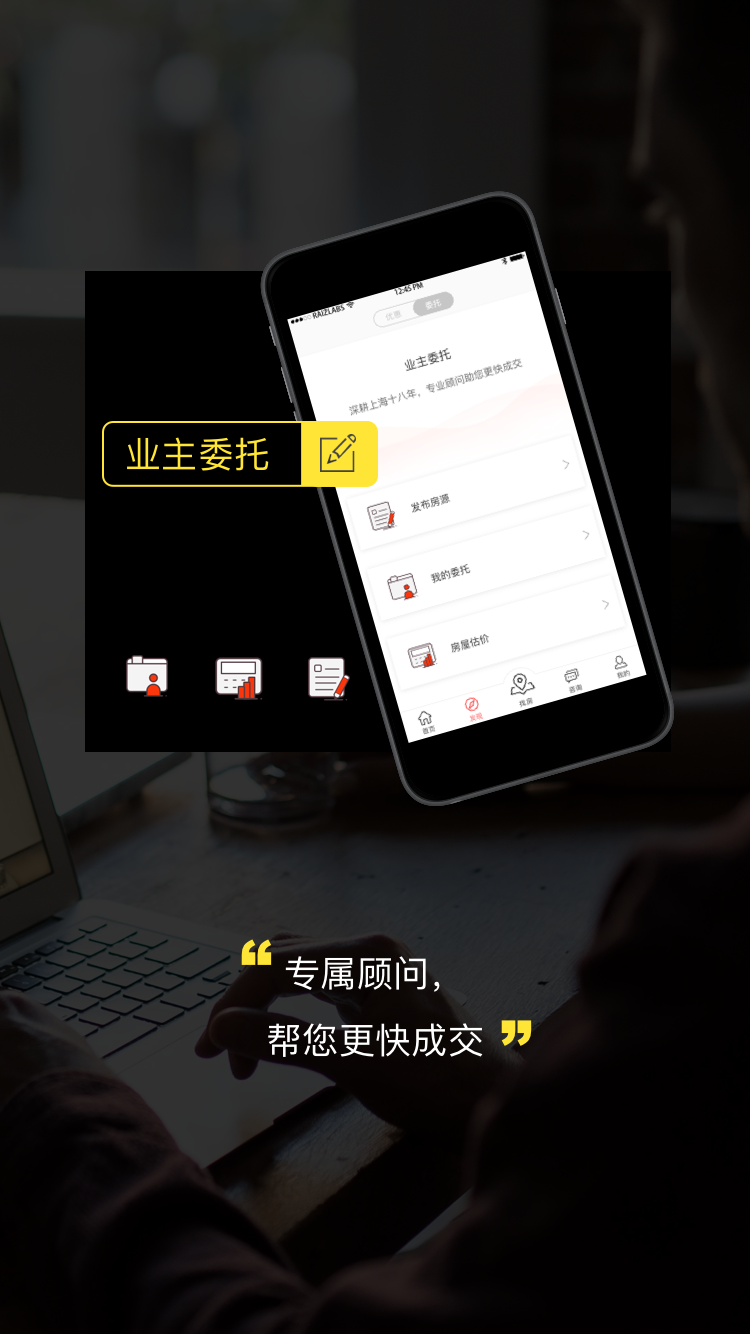 RAIZLABS
12:45 PM
优惠
委托
业主委托
深耕上海十八年，专业顾问助您更快成交
业主委托
发布房源
我的委托
房屋估价
首页
发现
找房
咨询
我的
“专属顾问，
帮您更快成交”